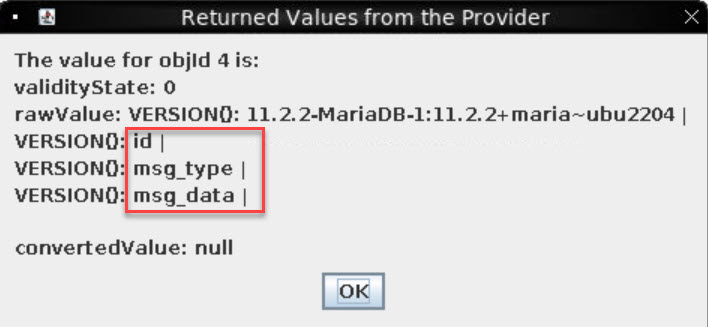 Returned Values from the Provider
The value for objId 4 is:
validityState: 0
rawValue: VERSION(): 11.2.2-MariaDB-1:11.2.2+maria~ubu2204 |
VERSION(): id |
VERSION(): msg_type |
VERSION(): msg_data |
convertedValue: null
OK